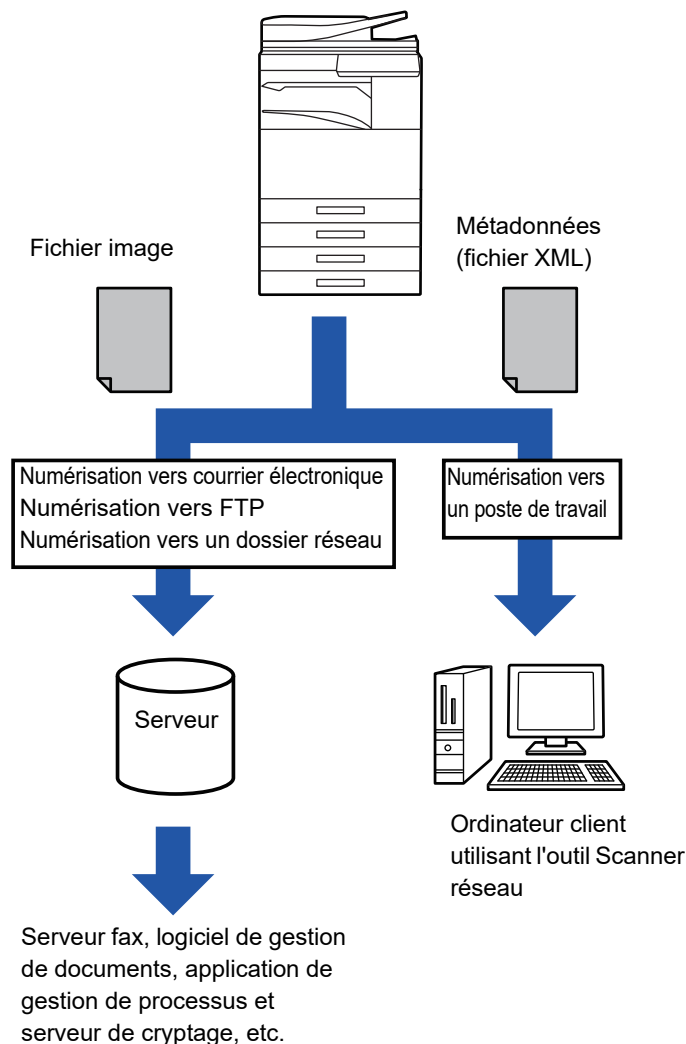 Fichier image
Métadonnées
(fichier XML)
Numérisation vers courrier électronique
Numérisation vers FTP
Numérisation vers un dossier réseau
Numérisation vers
un poste de travail
Serveur
Ordinateur client
utilisant l'outil Scanner
réseau
Serveur fax, logiciel de gestion
de documents, application de
gestion de processus et
serveur de cryptage, etc.